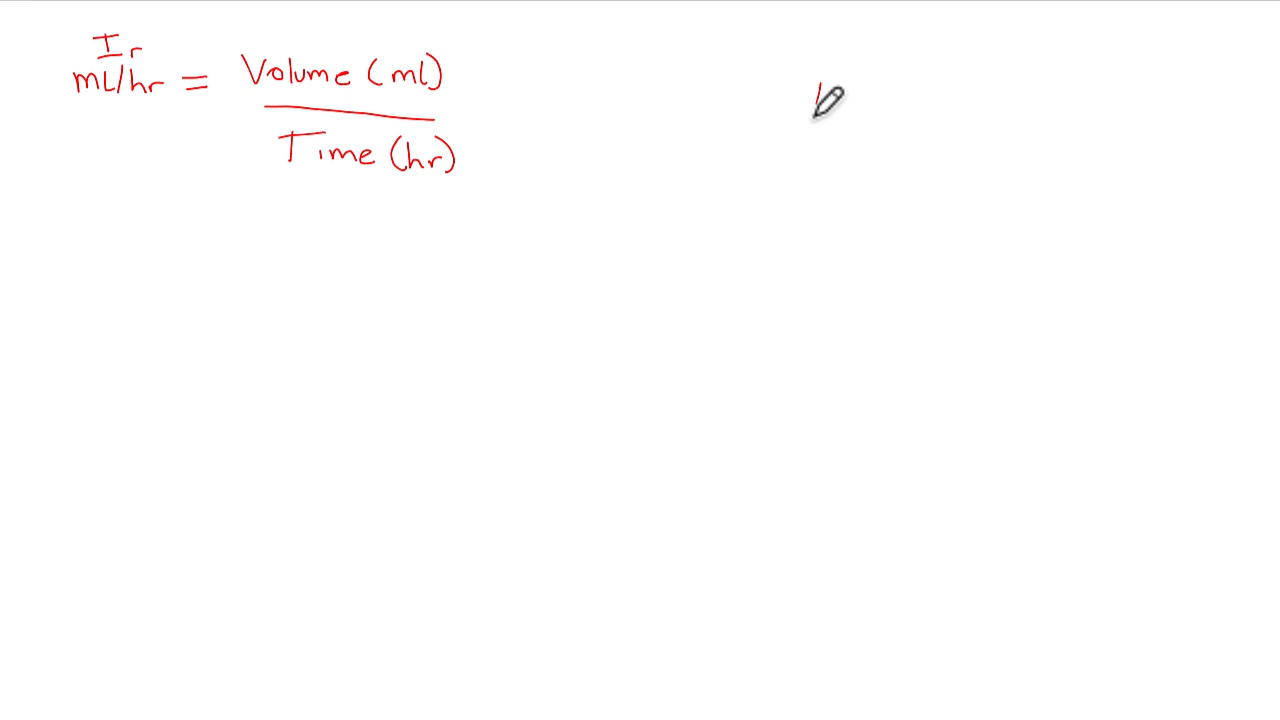 Ir
mL/hr = Volume (ml)
Time (hr)